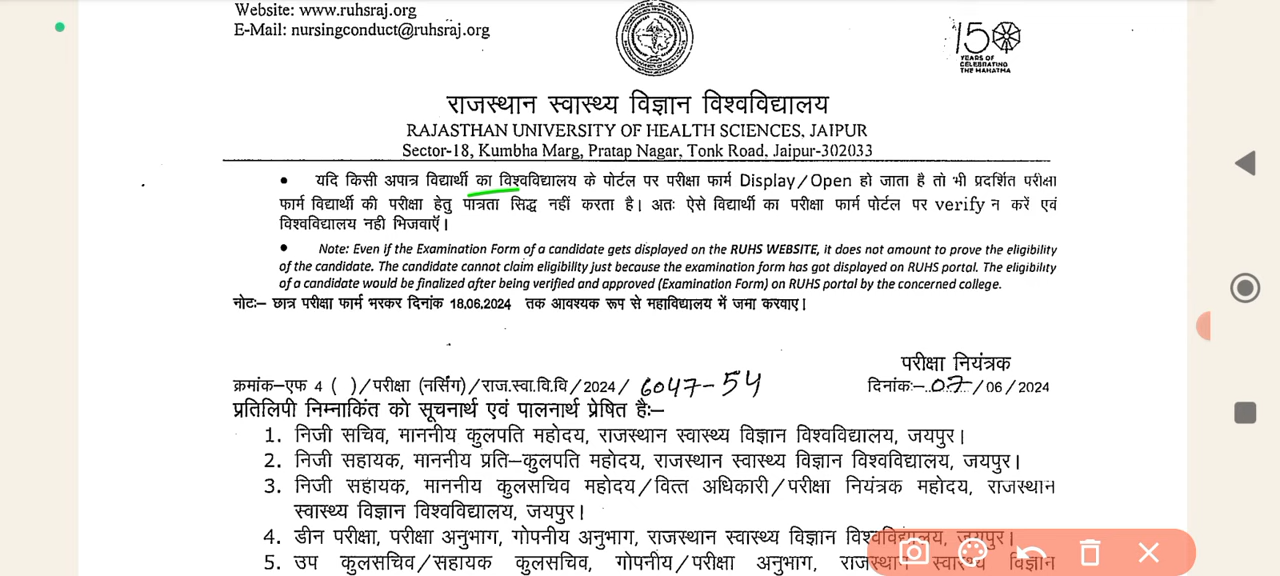 Website: www.ruhsraj.org
E-Mail: nursingconduct@ruhsraj.org
150
YEARS OF
CELEBRATING
THE MAHATMA
राजस्थान स्वास्थ्य विज्ञान विश्वविद्यालय
RAJASTHAN UNIVERSITY OF HEALTH SCIENCES, JAIPUR
Sector-18, Kumbha Marg, Pratap Nagar, Tonk Road, Jaipur-302033
• यदि किसी अपात्र विद्यार्थी का विश्वविद्यालय के पोर्टल पर परीक्षा फार्म Display/Open हो जाता है तो भी प्रदर्शित परीक्षा
फार्म विद्यार्थी की परीक्षा हेतु पात्रता सिद्ध नहीं करता है। अतः ऐसे विद्यार्थी का परीक्षा फार्म पोर्टल पर verify न करें एवं
विश्वविद्यालय नही भिजवाएँ।
• Note: Even if the Examination Form of a candidate gets displayed on the RUHS WEBSITE, it does not amount to prove the eligibility
of the candidate. The candidate cannot claim eligibility just because the examination form has got displayed on RUHS portal. The eligibility
of a candidate would be finalized after being verified and approved (Examination Form) on RUHS portal by the concerned college.
नोटः– छात्र परीक्षा फार्म भरकर दिनांक 18.06.2024 तक आवश्यक रूप से महाविद्यालय में जमा करवाए।
परीक्षा नियंत्रक
क्रमांक–एफ 4 ( )/परीक्षा (नर्सिंग)/राज.स्वा.वि.वि/2024/ 6047-54
दिनांकः–..07../06/2024
प्रतिलिपी निम्नाकिंत को सूचनार्थ एवं पालनार्थ प्रेषित हैः–
1. निजी सचिव, माननीय कुलपति महोदय, राजस्थान स्वास्थ्य विज्ञान विश्वविद्यालय, जयपुर।
2. निजी सहायक, माननीय प्रति–कुलपति महोदय, राजस्थान स्वास्थ्य विज्ञान विश्वविद्यालय, जयपुर।
3. निजी सहायक, माननीय कुलसचिव महोदय/वित्त अधिकारी/परीक्षा नियंत्रक महोदय, राजस्थान
स्वास्थ्य विज्ञान विश्वविद्यालय, जयपुर।
4. डीन परीक्षा, परीक्षा अनुभाग, गोपनीय अनुभाग, राजस्थान स्वास्थ्य विज्ञान विश्वविद्यालय, जयपुर।
5. उप कुलसचिव/सहायक कुलसचिव, गोपनीय/परीक्षा अनुभाग, राजस्थान स्वास्थ्य विज्ञान